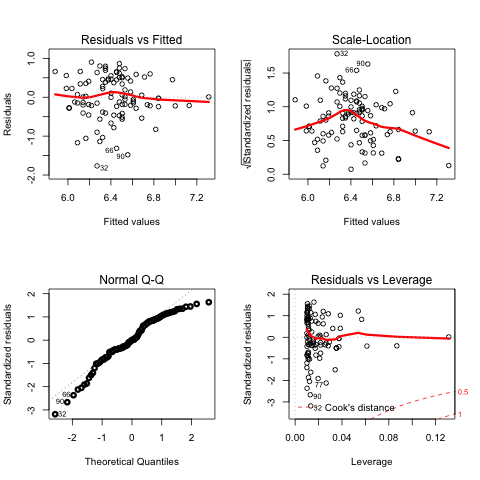 Residuals vs Fitted
Residuals
-2.0 -1.0 0.0 1.0
66
90
32
6.0 6.4 6.8 7.2
Fitted values
Scale-Location
√|Standardized residuals|
0.0 0.5 1.0 1.5
32
66
90
6.0 6.4 6.8 7.2
Fitted values
Normal Q-Q
Standardized residuals
-3 -2 -1 0 1 2
66
90
32
-2 -1 0 1 2
Theoretical Quantiles
Residuals vs Leverage
Standardized residuals
-3 -2 -1 0 1 2
77
90
32
Cook's distance
0.5
1
0.00 0.04 0.08 0.12
Leverage